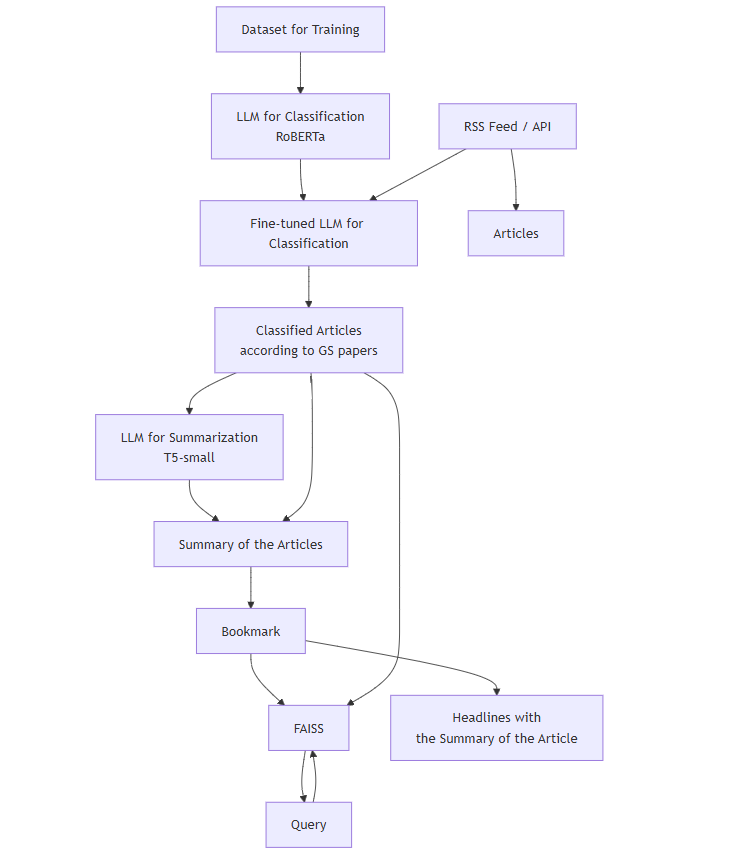 Dataset for Training
LLM for Classification
RoBERTa
RSS Feed / API
Fine-tuned LLM for
Classification
Articles
Classified Articles
according to GS papers
LLM for Summarization
T5-small
Summary of the Articles
Bookmark
FAISS
Headlines with
the Summary of the Article
Query